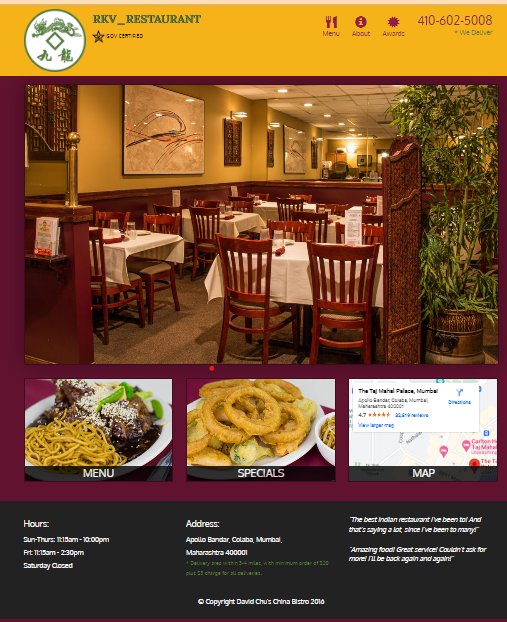 RKV_RESTAURANT
GOV CERTIFIED
Menu
About
Awards
410-602-5008
* We Deliver
九 龍
MENU
SPECIALS
The Taj Mahal Palace, Mumbai
Apollo Bandar, Colaba, Mumbai,
Maharashtra 400001
Directions
4.7
View larger map
MAP
Hours:
Sun-Thurs: 11:15am - 10:00pm
Fri: 11:15am - 2:30pm
Saturday Closed
Address:
Apollo Bandar, Colaba, Mumbai,
Maharashtra 400001
* Delivery area within 3-4 miles, with minimum order of $20
plus $3 charge for all deliveries.
"The best Indian restaurant I've been to! And
that's saying a lot, since I've been to many!"
"Amazing food! Great service! Couldn't ask for
more! I'll be back again and again!"
© Copyright David Chu's China Bistro 2016